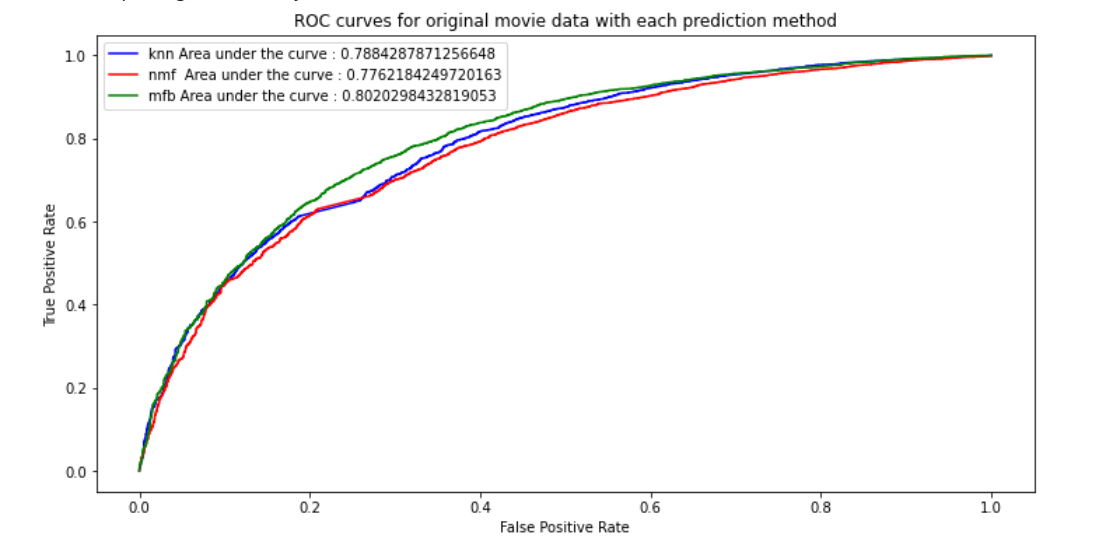 ROC curves for original movie data with each prediction method
knn Area under the curve : 0.7884287871256648
nmf Area under the curve : 0.7762184249720163
mfb Area under the curve : 0.8020298432819053
True Positive Rate
1.0
0.8
0.6
0.4
0.2
0.0
0.0 0.2 0.4 0.6 0.8 1.0
False Positive Rate